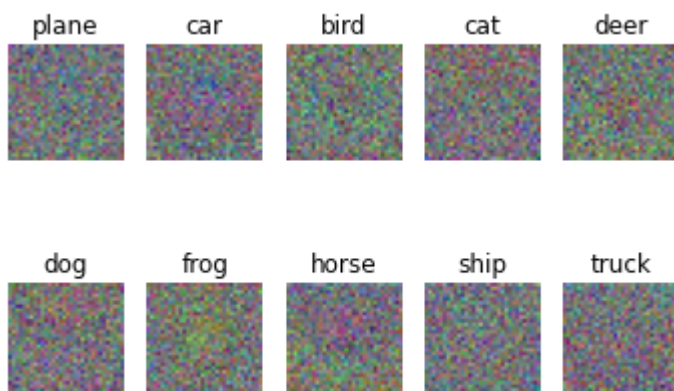 plane car bird cat deer
dog frog horse ship truck